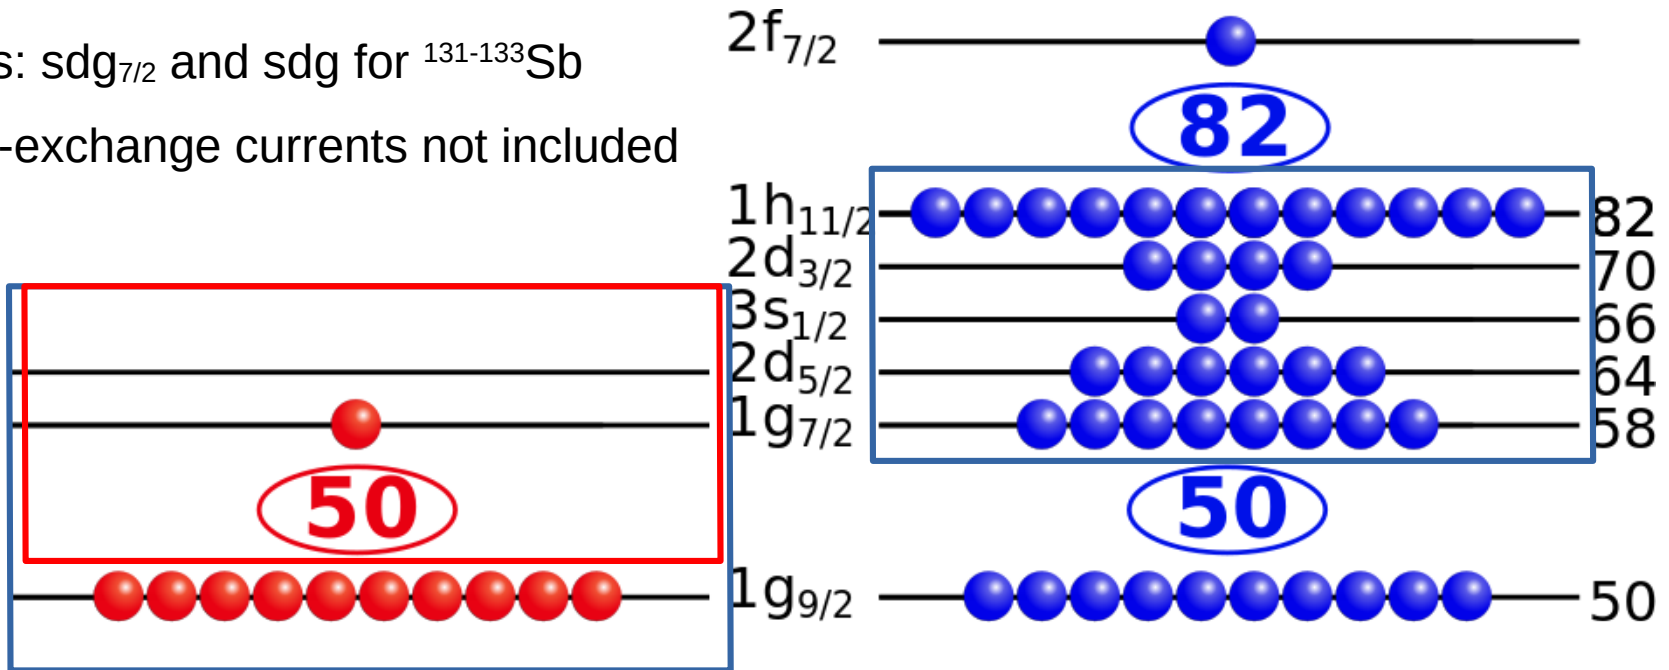 s: sdg7/2 and sdg for 131-133Sb
-exchange currents not included
2f7/2
82
1h11/2
82
2d3/2
70
3s1/2
66
2d5/2
64
1g7/2
58
50
50
1g9/2
50